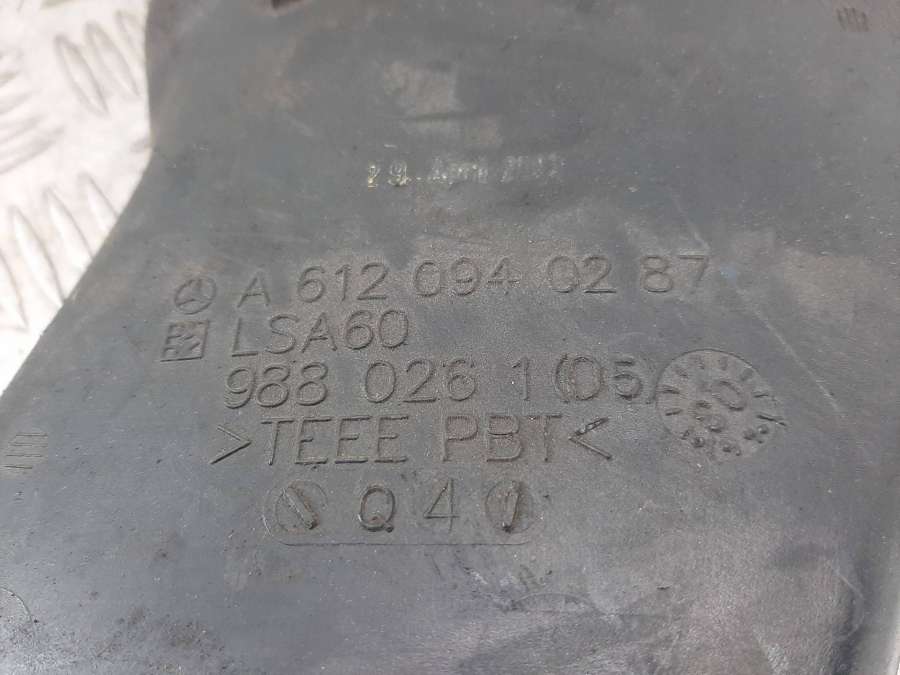 A 612 094 02 87
LSA60
988 026 1 (05)
>TEEE PBT<
Q 4